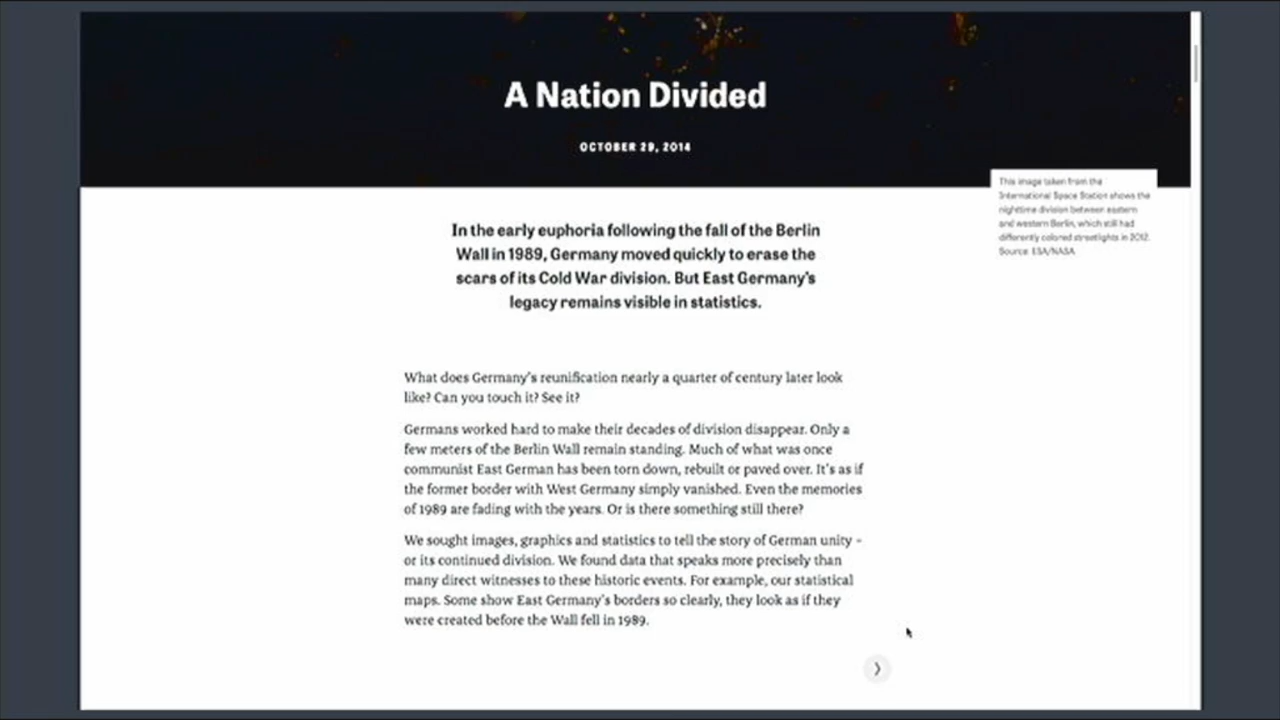 A Nation Divided
OCTOBER 29, 2014
This image taken from the
International Space Station shows the
nighttime division between eastern
and western Berlin, which still had
differently colored streetlights in 2012.
Source: ESA/NASA
In the early euphoria following the fall of the Berlin
Wall in 1989, Germany moved quickly to erase the
scars of its Cold War division. But East Germany's
legacy remains visible in statistics.
What does Germany's reunification nearly a quarter of century later look
like? Can you touch it? See it?
Germans worked hard to make their decades of division disappear. Only a
few meters of the Berlin Wall remain standing. Much of what was once
communist East German has been torn down, rebuilt or paved over. It's as if
the former border with West Germany simply vanished. Even the memories
of 1989 are fading with the years. Or is there something still there?
We sought images, graphics and statistics to tell the story of German unity –
or its continued division. We found data that speaks more precisely than
many direct witnesses to these historic events. For example, our statistical
maps. Some show East Germany's borders so clearly, they look as if they
were created before the Wall fell in 1989.